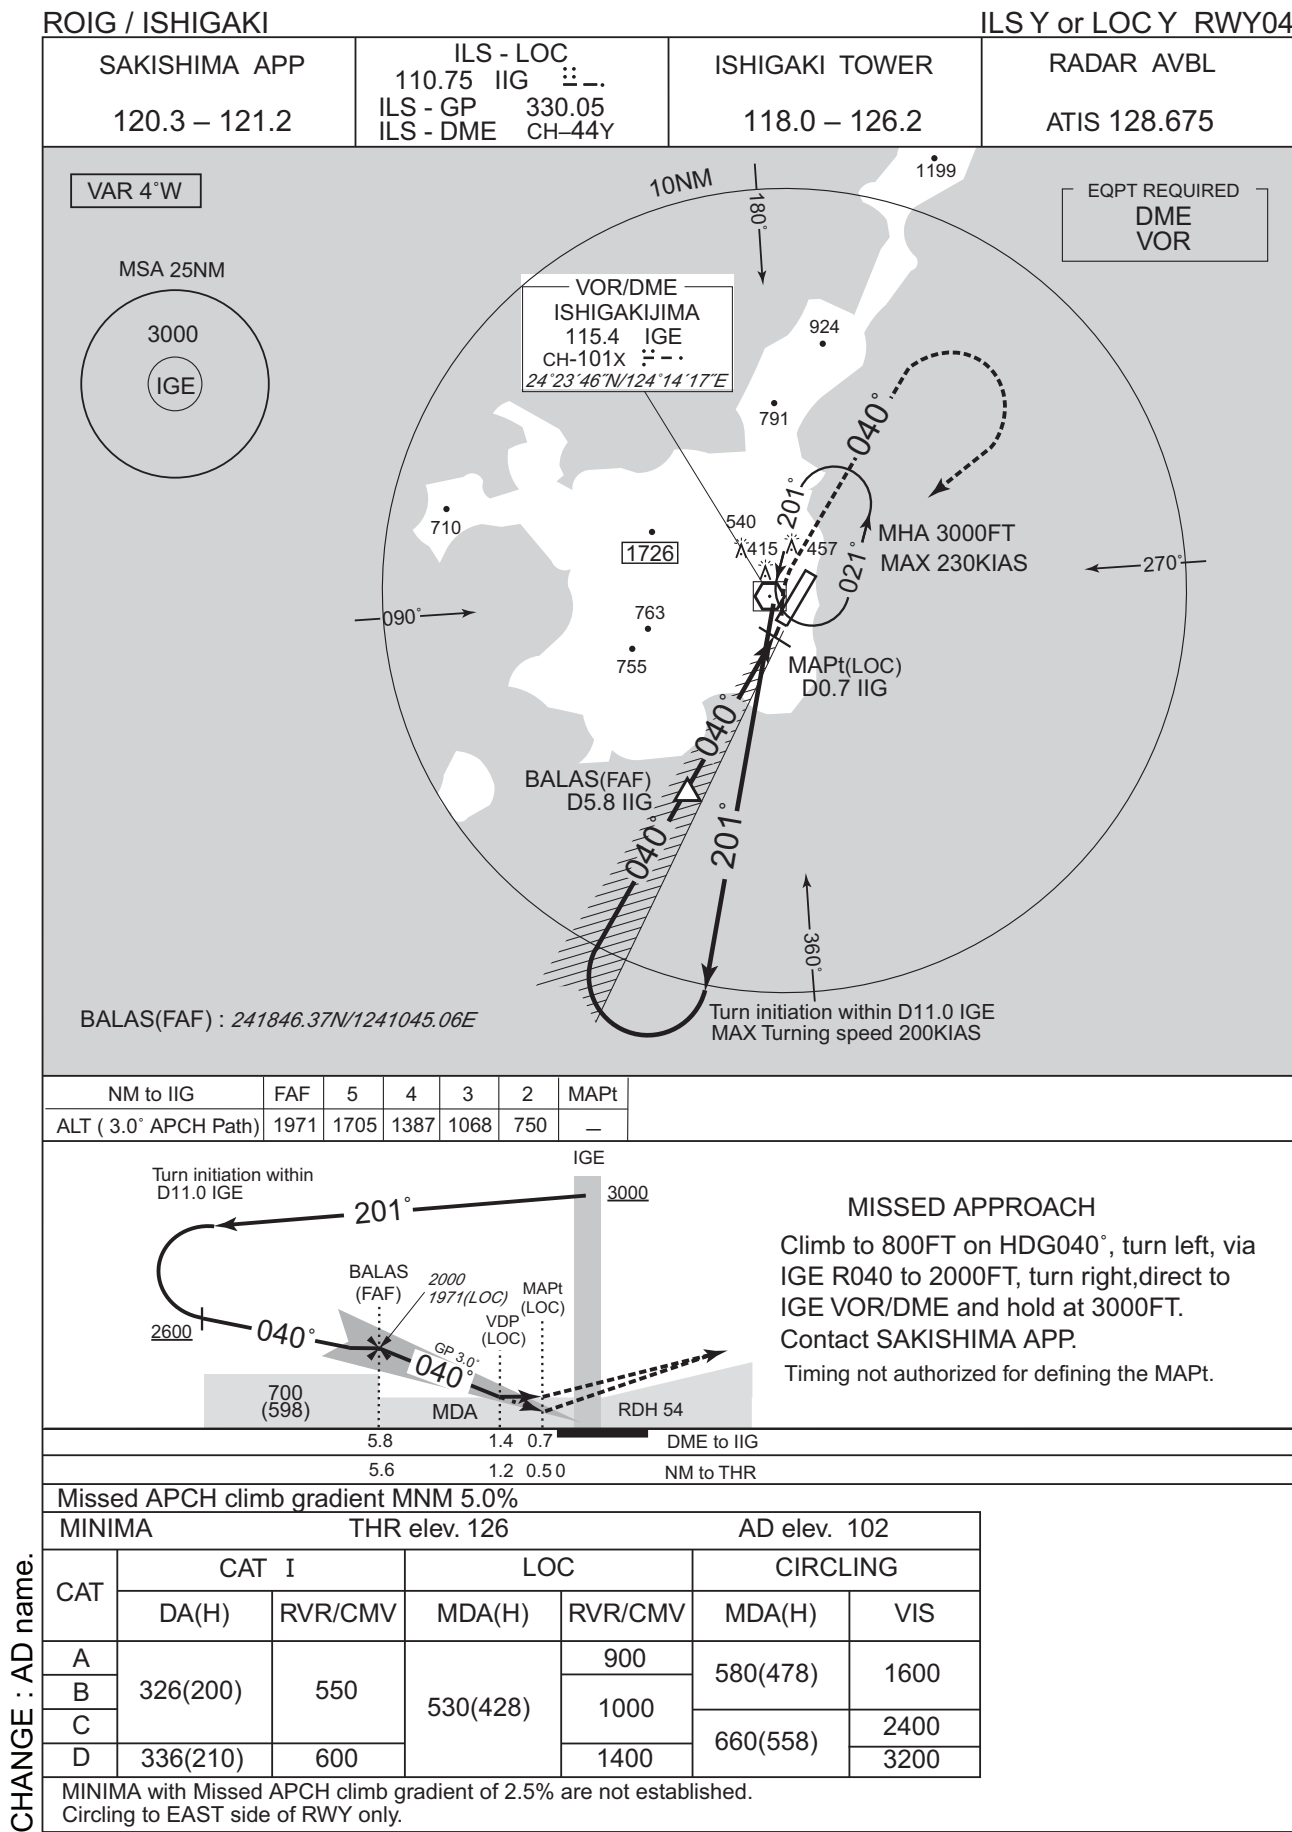 ROIG / ISHIGAKI
ILS Y or LOC Y RWY04
SAKISHIMA APP
120.3 – 121.2
ILS - LOC
110.75 IIG
ILS - GP 330.05
ILS - DME CH–44Y
ISHIGAKI TOWER
118.0 – 126.2
RADAR AVBL
ATIS 128.675
VAR 4°W
MSA 25NM
3000
IGE
10NM
180°
1199
EQPT REQUIRED
DME
VOR
VOR/DME
ISHIGAKIJIMA
115.4 IGE
CH-101X
24°23′46″N/124°14′17″E
924
791
040°
710
540
201°
1726
415
457
MHA 3000FT
MAX 230KIAS
021°
270°
090°
763
755
MAPt(LOC)
D0.7 IIG
040°
BALAS(FAF)
D5.8 IIG
040°
201°
360°
BALAS(FAF) : 241846.37N/1241045.06E
Turn initiation within D11.0 IGE
MAX Turning speed 200KIAS
NM to IIG FAF 5 4 3 2 MAPt
ALT ( 3.0° APCH Path) 1971 1705 1387 1068 750 –
Turn initiation within
D11.0 IGE
IGE
201°
3000
BALAS
(FAF)
2000
1971(LOC)
MAPt
(LOC)
VDP
(LOC)
2600
040°
GP 3.0°
040°
700
(598)
MDA
RDH 54
5.8 1.4 0.7 DME to IIG
5.6 1.2 0.5 0 NM to THR
MISSED APPROACH
Climb to 800FT on HDG040°, turn left, via
IGE R040 to 2000FT, turn right,direct to
IGE VOR/DME and hold at 3000FT.
Contact SAKISHIMA APP.
Timing not authorized for defining the MAPt.
Missed APCH climb gradient MNM 5.0%
MINIMA THR elev. 126 AD elev. 102
CAT CAT I LOC CIRCLING
DA(H) RVR/CMV MDA(H) RVR/CMV MDA(H) VIS
A 326(200) 550 530(428) 900 580(478) 1600
B 1000
C 660(558) 2400
D 336(210) 600 1400 3200
MINIMA with Missed APCH climb gradient of 2.5% are not established.
Circling to EAST side of RWY only.
CHANGE : AD name.